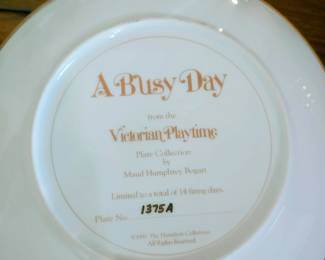 A Busy Day
from the
Victorian Playtime
Plate Collection
by
Maud Humphrey Bogart
Limited to a total of 14 firing days.
Plate No. 1375A
The Hamilton Collection
All Rights Reserved.